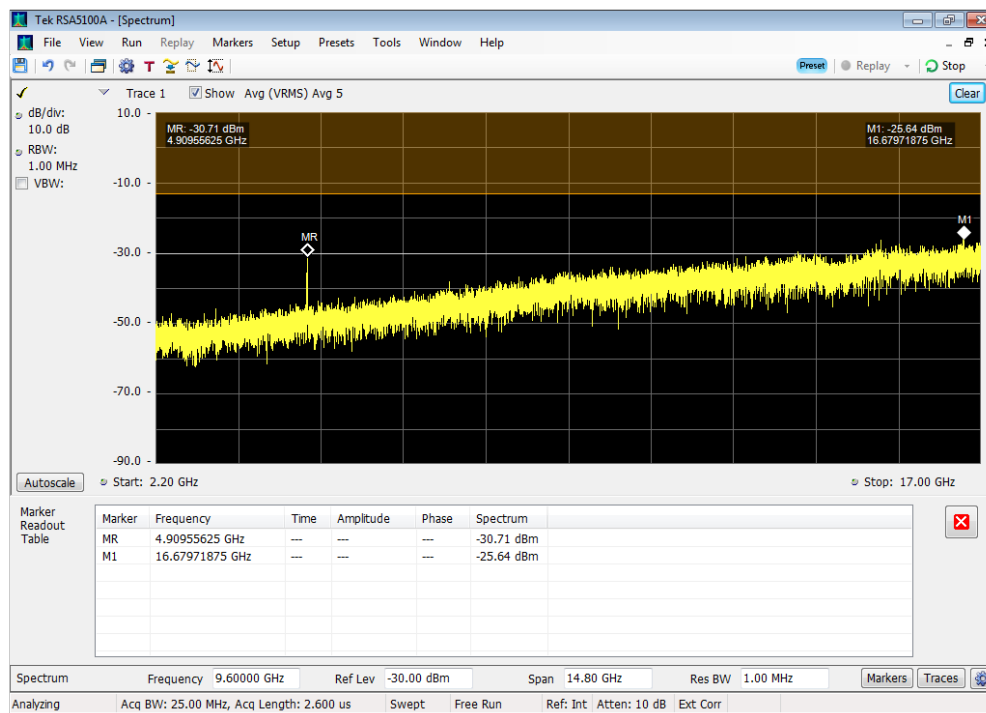 Tek RSA5100A - [Spectrum]
File View Run Replay Markers Setup Presets Tools Window Help
T Preset Replay Stop
Trace 1 Show Avg (VRMS) Avg 5 Clear
dB/div:
10.0 dB
RBW:
1.00 MHz
VBW:
10.0
-10.0
-30.0
-50.0
-70.0
-90.0
MR: -30.71 dBm
4.90955625 GHz
M1: -25.64 dBm
16.67971875 GHz
MR
M1
Autoscale Start: 2.20 GHz Stop: 17.00 GHz
Marker
Readout
Table
Marker Frequency Time Amplitude Phase Spectrum
MR 4.90955625 GHz --- --- --- -30.71 dBm
M1 16.67971875 GHz --- --- --- -25.64 dBm
Spectrum Frequency 9.60000 GHz Ref Lev -30.00 dBm Span 14.80 GHz Res BW 1.00 MHz Markers Traces
Analyzing Acq BW: 25.00 MHz, Acq Length: 2.600 us Swept Free Run Ref: Int Atten: 10 dB Ext Corr